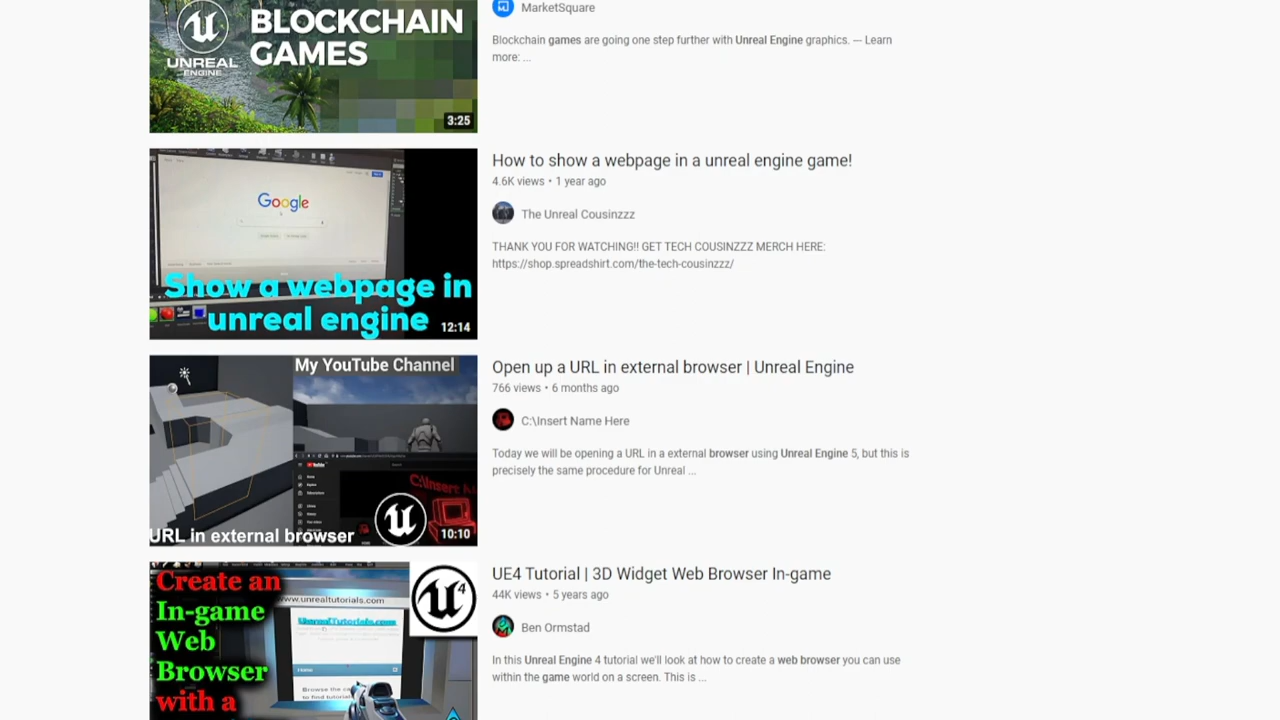 UNREAL
ENGINE
BLOCKCHAIN
GAMES
3:25
MarketSquare
Blockchain games are going one step further with Unreal Engine graphics. — Learn
more: ...
Google
Show a webpage in
unreal engine
12:14
How to show a webpage in a unreal engine game!
4.6K views • 1 year ago
The Unreal Cousinzzz
THANK YOU FOR WATCHING!! GET TECH COUSINZZZ MERCH HERE:
https://shop.spreadshirt.com/the-tech-cousinzzz/
My YouTube Channel
URL in external browser
10:10
Open up a URL in external browser | Unreal Engine
766 views • 6 months ago
C:\Insert Name Here
Today we will be opening a URL in a external browser using Unreal Engine 5, but this is
precisely the same procedure for Unreal ...
Create an
In-game
Web
Browser
with a
www.unrealtutorials.com
UnrealTutorials.com
Home
4
UE4 Tutorial | 3D Widget Web Browser In-game
44K views • 5 years ago
Ben Ormstad
In this Unreal Engine 4 tutorial we'll look at how to create a web browser you can use
within the game world on a screen. This is ...